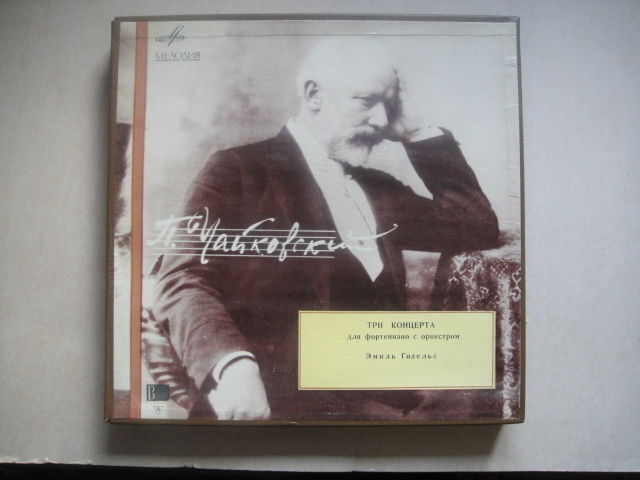 МЕЛОДИЯ
П. Чайковский
ТРИ КОНЦЕРТА
для фортепиано с оркестром
Эмиль Гилельс